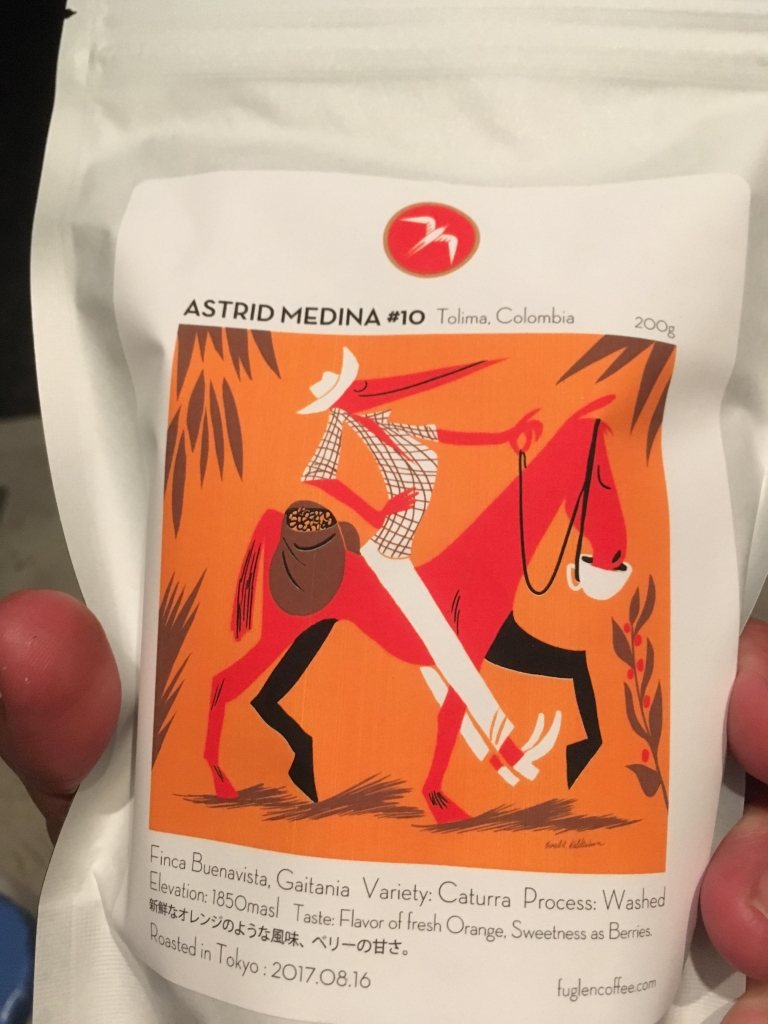 ASTRID MEDINA #10 Tolima, Colombia 200g
Finca Buenavista, Gaitania Variety: Caturra Process: Washed
Elevation: 1850masl Taste: Flavor of fresh Orange, Sweetness as Berries.
新鮮なオレンジのような風味、ベリーの甘さ。
Roasted in Tokyo : 2017.08.16
fuglencoffee.com